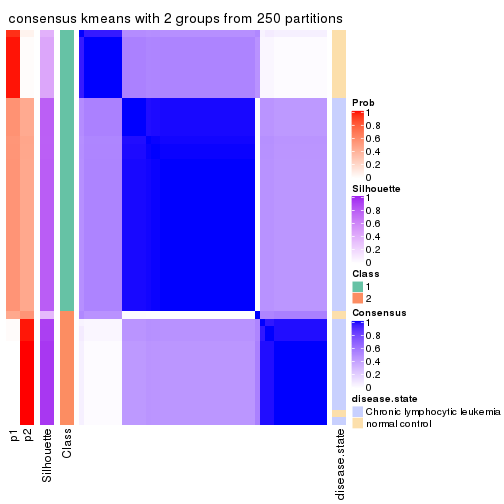 consensus kmeans with 2 groups from 250 partitions
Prob
1
0.8
0.6
0.4
0.2
0
Silhouette
1
0.8
0.6
0.4
0.2
0
Class
1
2
Consensus
1
0.8
0.6
0.4
0.2
0
disease.state
Chronic lymphocytic leukemia
normal control
p1
p2
Silhouette
Class
disease.state